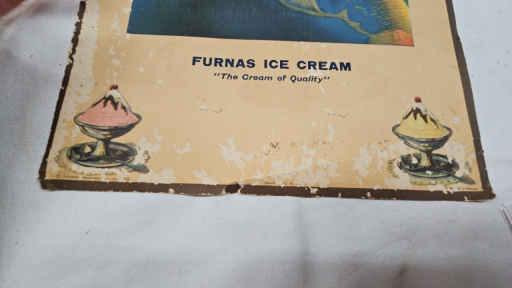 FURNAS ICE CREAM
"The Cream of Quality"